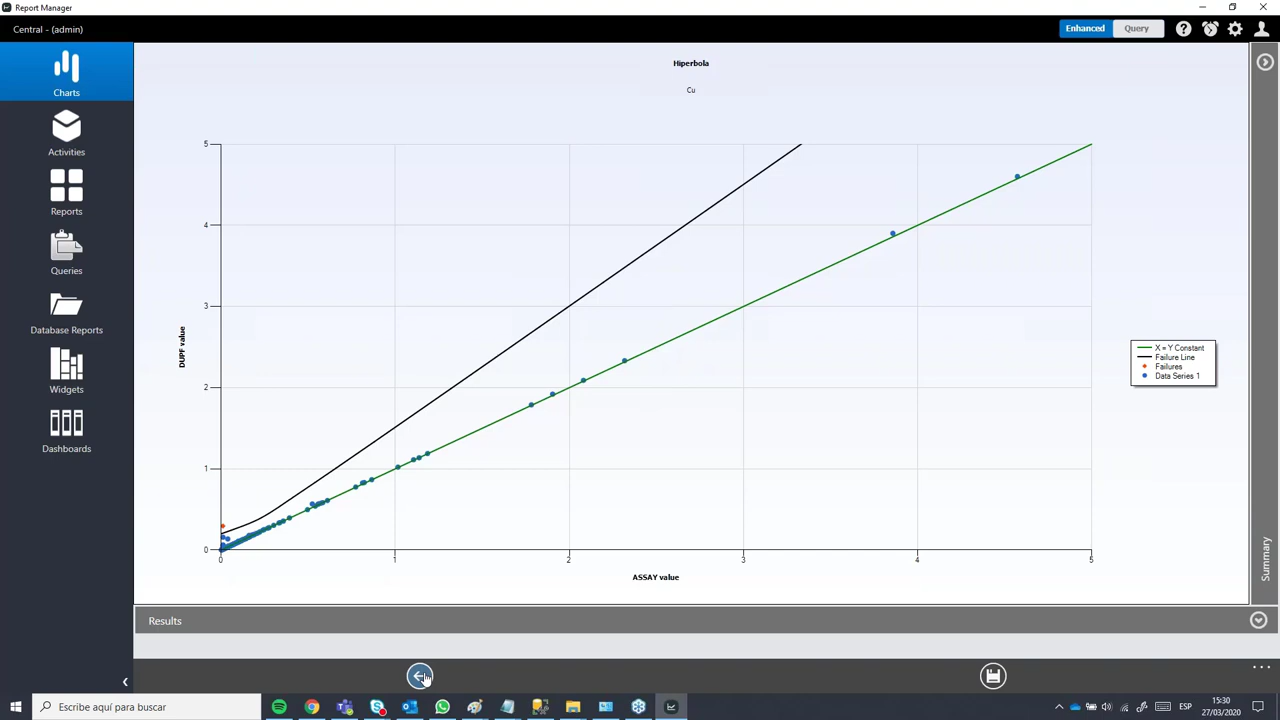 Report Manager
Central - (admin)
Enhanced
Query
Charts
Activities
Reports
Queries
Database Reports
Widgets
Dashboards
Hiperbola
Cu
5
4
3
2
1
0
DUPF value
0
1
2
3
4
5
ASSAY value
X = Y Constant
Failure Line
Failures
Data Series 1
Summary
Results
Escribe aquí para buscar
ESP
15:30
27/03/2020